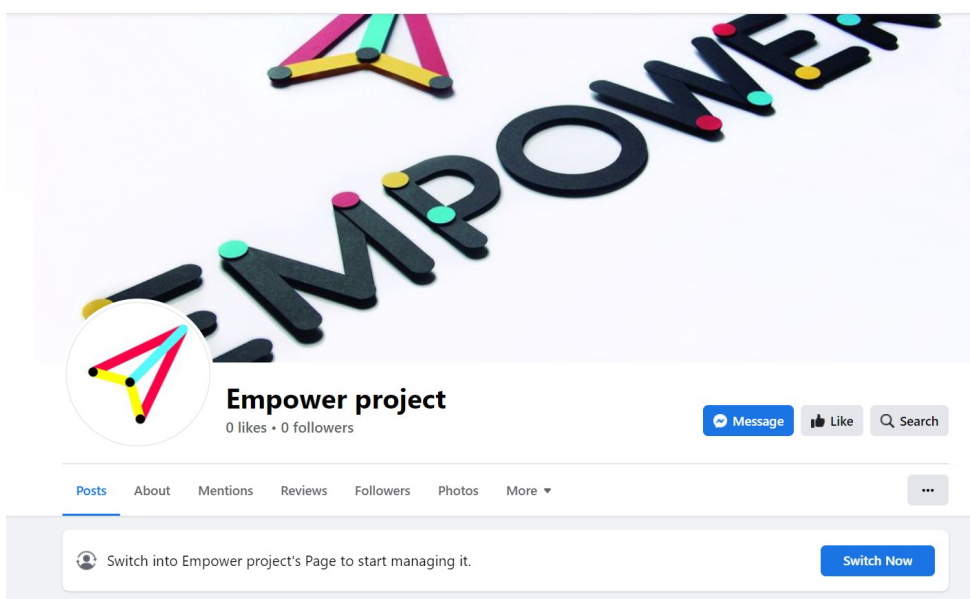 EMPOWER
Empower project
0 likes • 0 followers
Message
Like
Search
Posts
About
Mentions
Reviews
Followers
Photos
More
Switch into Empower project's Page to start managing it.
Switch Now